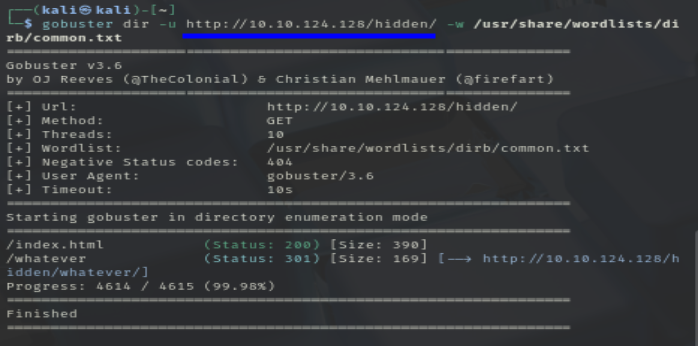 ┌──(kali㉿kali)-[~]
└─$ gobuster dir -u http://10.10.124.128/hidden/ -w /usr/share/wordlists/di
rb/common.txt
===============================================================
Gobuster v3.6
by OJ Reeves (@TheColonial) & Christian Mehlmauer (@firefart)
===============================================================
[+] Url:                     http://10.10.124.128/hidden/
[+] Method:                  GET
[+] Threads:                 10
[+] Wordlist:                /usr/share/wordlists/dirb/common.txt
[+] Negative Status codes:   404
[+] User Agent:              gobuster/3.6
[+] Timeout:                 10s
===============================================================
Starting gobuster in directory enumeration mode
===============================================================
/index.html           (Status: 200) [Size: 390]
/whatever             (Status: 301) [Size: 169] [--> http://10.10.124.128/h
idden/whatever/]
Progress: 4614 / 4615 (99.98%)
===============================================================
Finished
===============================================================